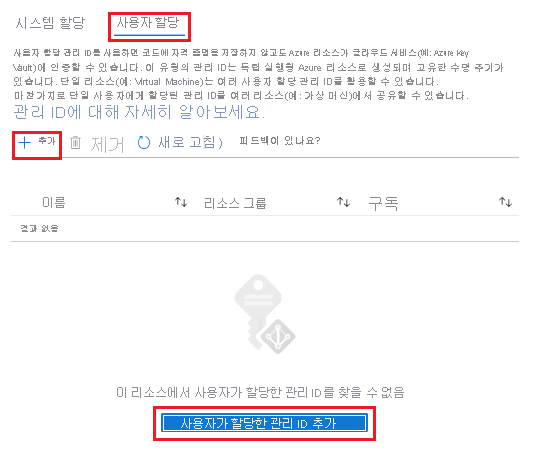 시스템 할당 사용자 할당
사용자 할당 관리 ID를 사용하면 코드에 자격 증명을 저장하지 않고도 Azure 리소스가 클라우드 서비스(예: Azure Key
Vault)에 인증할 수 있습니다. 이 유형의 관리 ID는 독립 실행형 Azure 리소스로 생성되며 고유한 수명 주기가
있습니다. 단일 리소스(예: Virtual Machine)는 여러 사용자 할당 관리 ID를 활용할 수 있습니다.
마찬가지로 단일 사용자에게 할당된 관리 ID를 여러 리소스(예: 가상 머신)에서 공유할 수 있습니다.
관리 ID에 대해 자세히 알아보세요.
+ 추가 제거 새로 고침) 피드백이 있나요?
이름 ↑↓ 리소스 그룹 ↑↓ 구독 ↑↓
결과 없음
이 리소스에서 사용자가 할당한 관리 ID를 찾을 수 없음
사용자가 할당한 관리 ID 추가